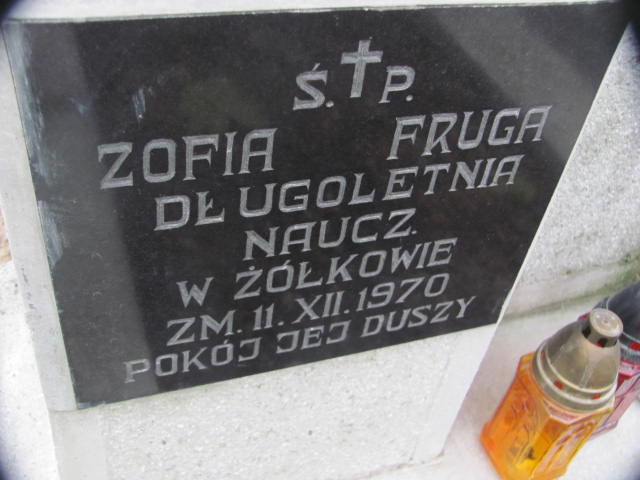 Ś.✝P.
ZOFIA FRUGA
DŁUGOLETNIA
NAUCZ.
W ŻÓŁKOWIE
ZM. 11. XII. 1970
POKÓJ JEJ DUSZY